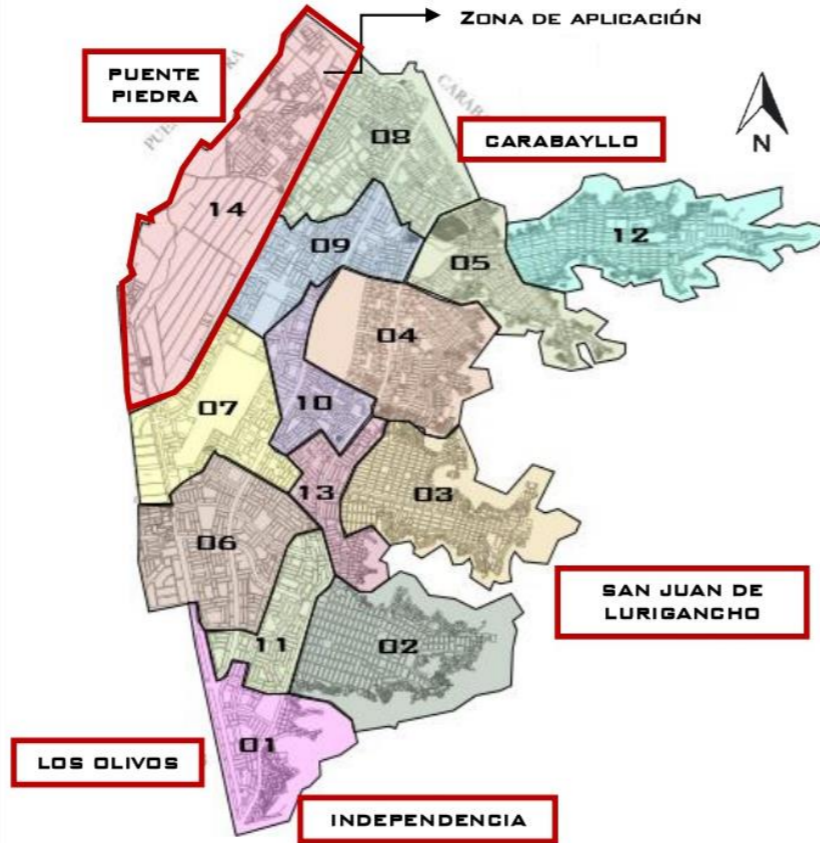 ZONA DE APLICACIÓN
PUENTE
PIEDRA
CARABAYLLO
N
08
14
09
05
12
04
07
10
13
03
06
SAN JUAN DE
LURIGANCHO
11
02
01
LOS OLIVOS
INDEPENDENCIA